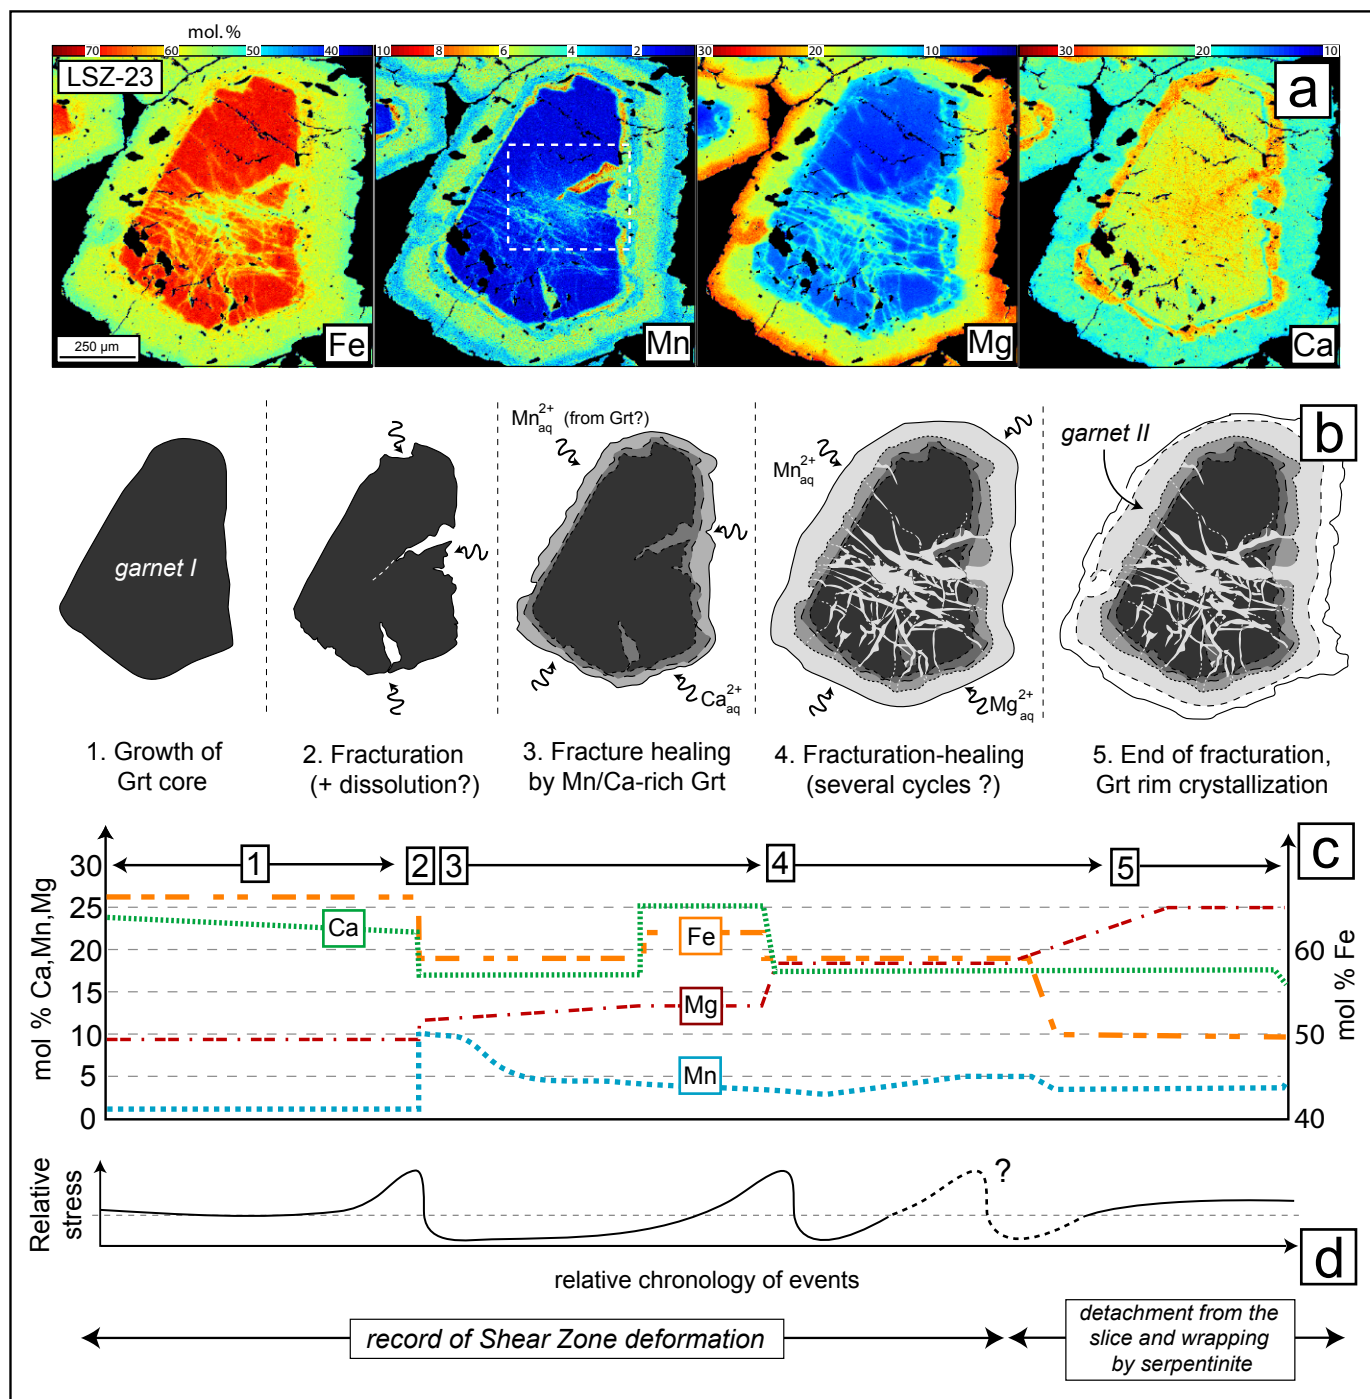 mol. %
70 60 50 40
10 8 6 4 2
30 20 10
30 20 10
LSZ-23
a
250 µm
Fe
Mn
Mg
Ca
b
garnet I
Mn2+aq (from Grt?)
Ca2+aq
Mn2+aq
Mg2+aq
garnet II
1. Growth of
Grt core
2. Fracturation
(+ dissolution?)
3. Fracture healing
by Mn/Ca-rich Grt
4. Fracturation-healing
(several cycles ?)
5. End of fracturation,
Grt rim crystallization
c
1 2 3 4 5
mol % Ca,Mn,Mg
30
25
20
15
10
5
0
Ca
Fe
Mg
Mn
60
50
40
mol % Fe
Relative
stress
?
d
relative chronology of events
record of Shear Zone deformation
detachment from the
slice and wrapping
by serpentinite